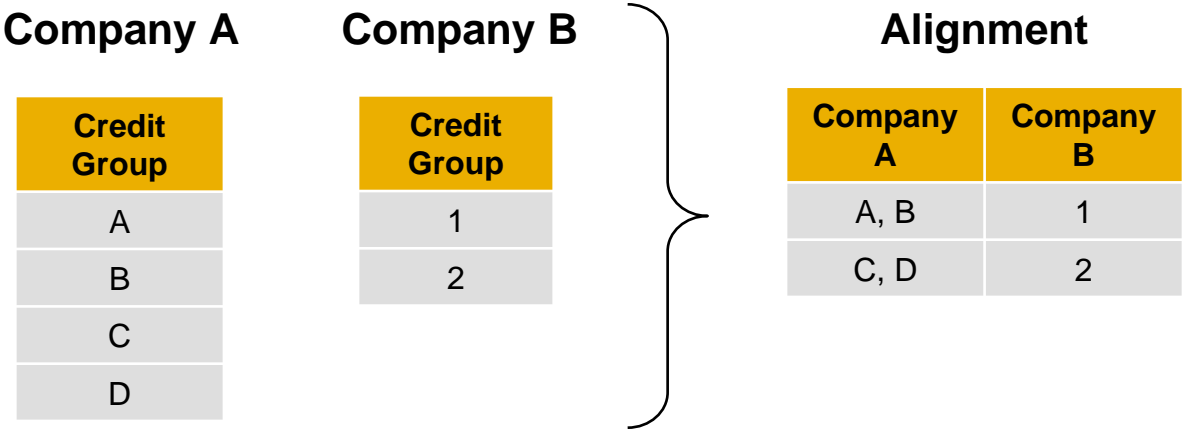 Company A
Credit
Group
A
B
C
D
Company B
Credit
Group
1
2
Alignment
Company
A
Company
B
A, B
1
C, D
2